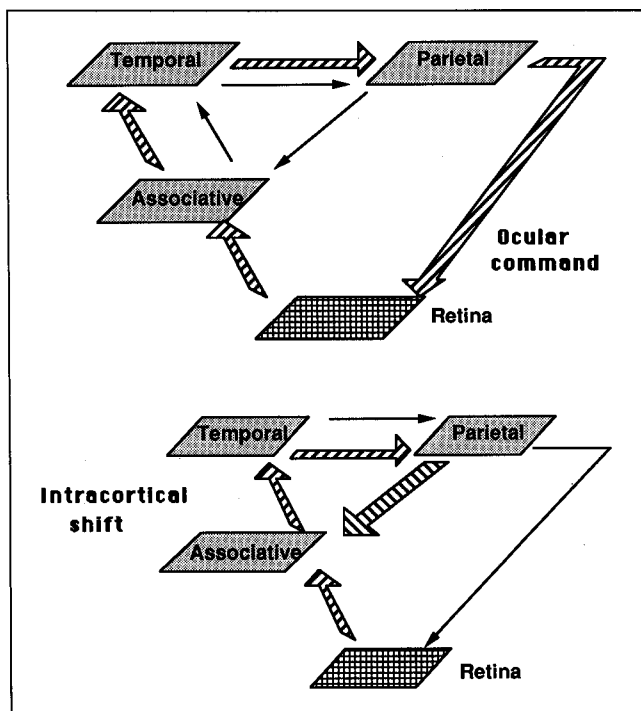 Temporal
Parietal
Associative
Ocular
command
Retina
Temporal
Parietal
Intracortical
shift
Associative
Retina